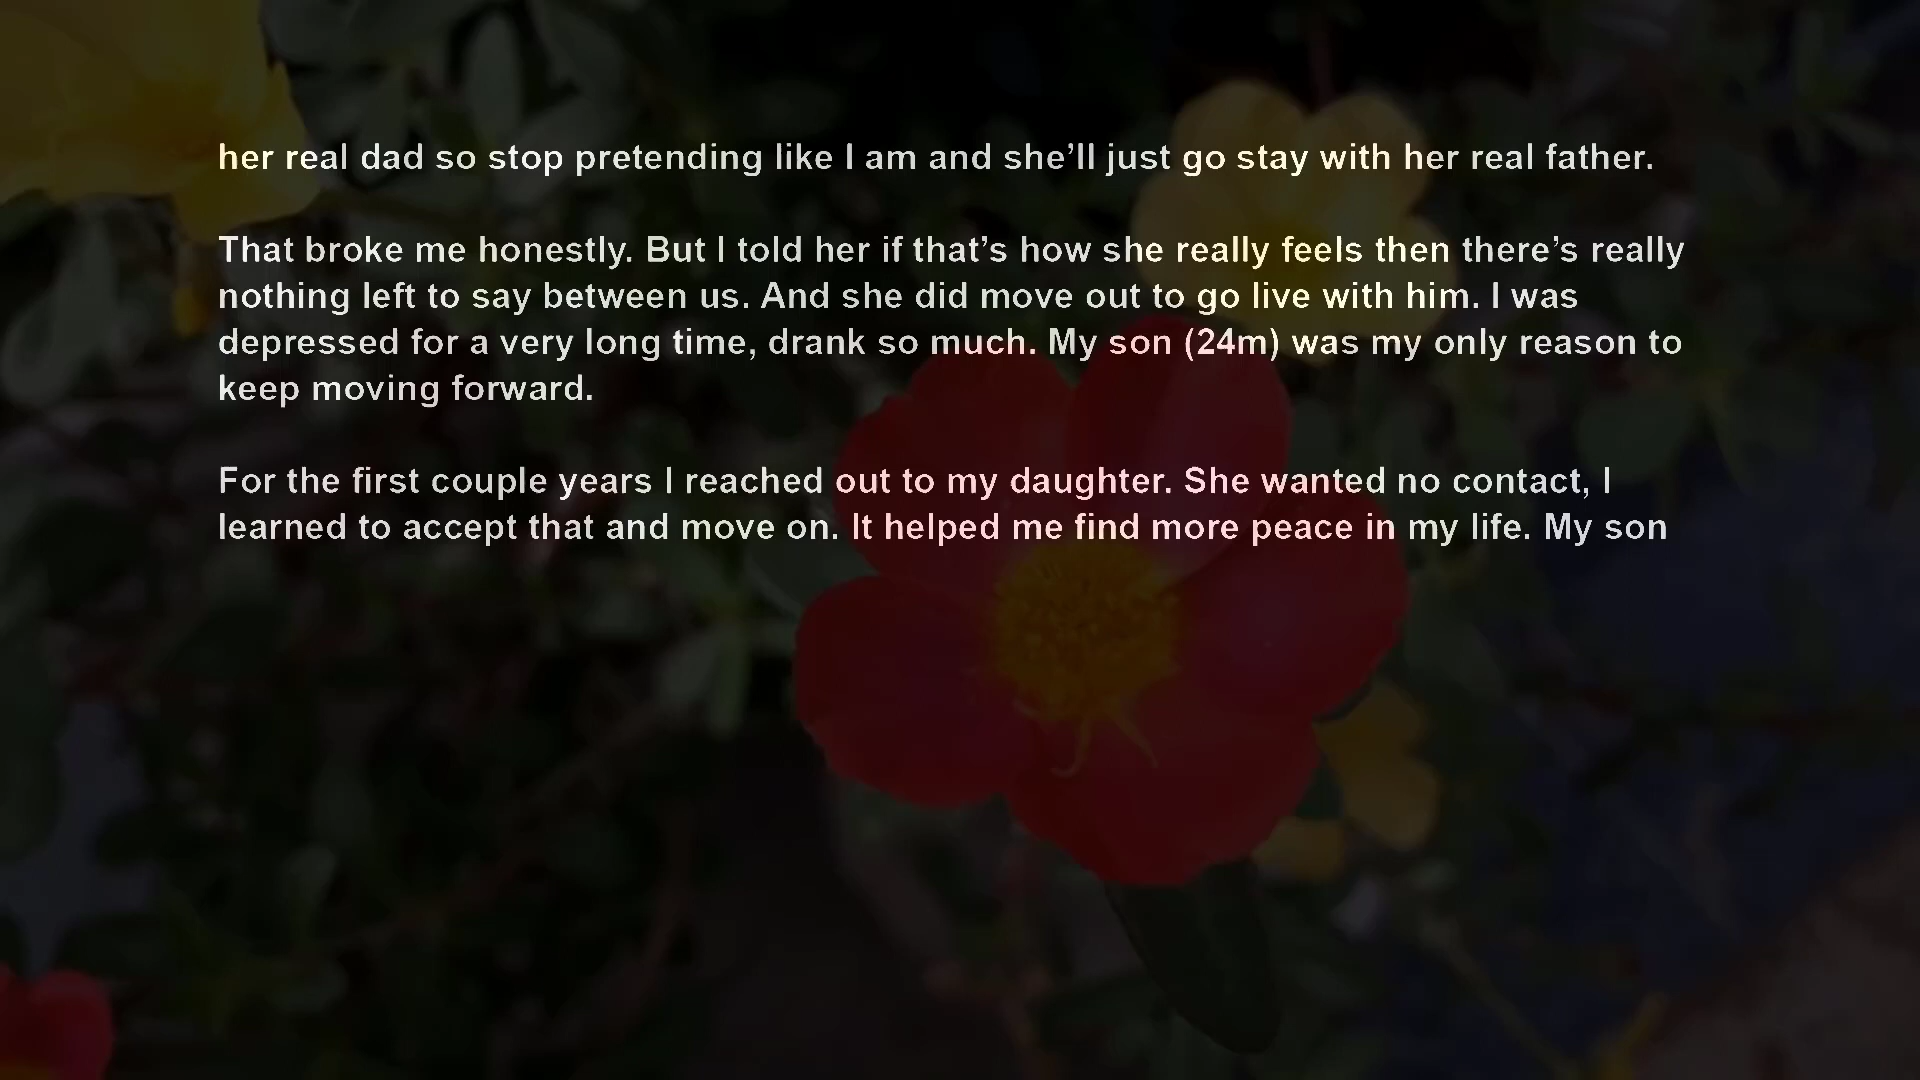 her real dad so stop pretending like I am and she’ll just go stay with her real father.
That broke me honestly. But I told her if that’s how she really feels then there’s really
nothing left to say between us. And she did move out to go live with him. I was
depressed for a very long time, drank so much. My son (24m) was my only reason to
keep moving forward.
For the first couple years I reached out to my daughter. She wanted no contact, I
learned to accept that and move on. It helped me find more peace in my life. My son